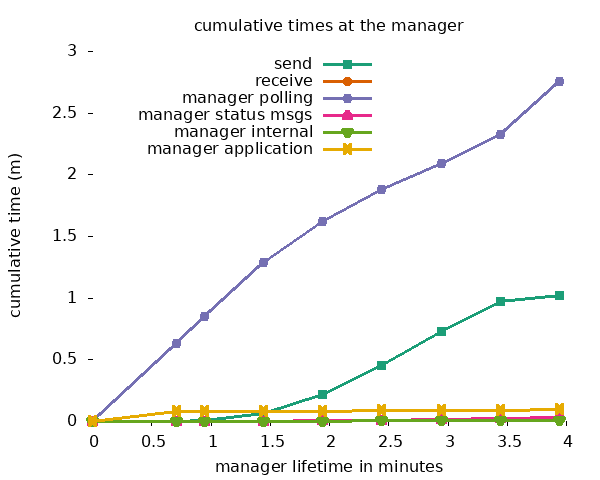 cumulative times at the manager
send
receive
manager polling
manager status msgs
manager internal
manager application
cumulative time (m)
3
2.5
2
1.5
1
0.5
0
0 0.5 1 1.5 2 2.5 3 3.5 4
manager lifetime in minutes